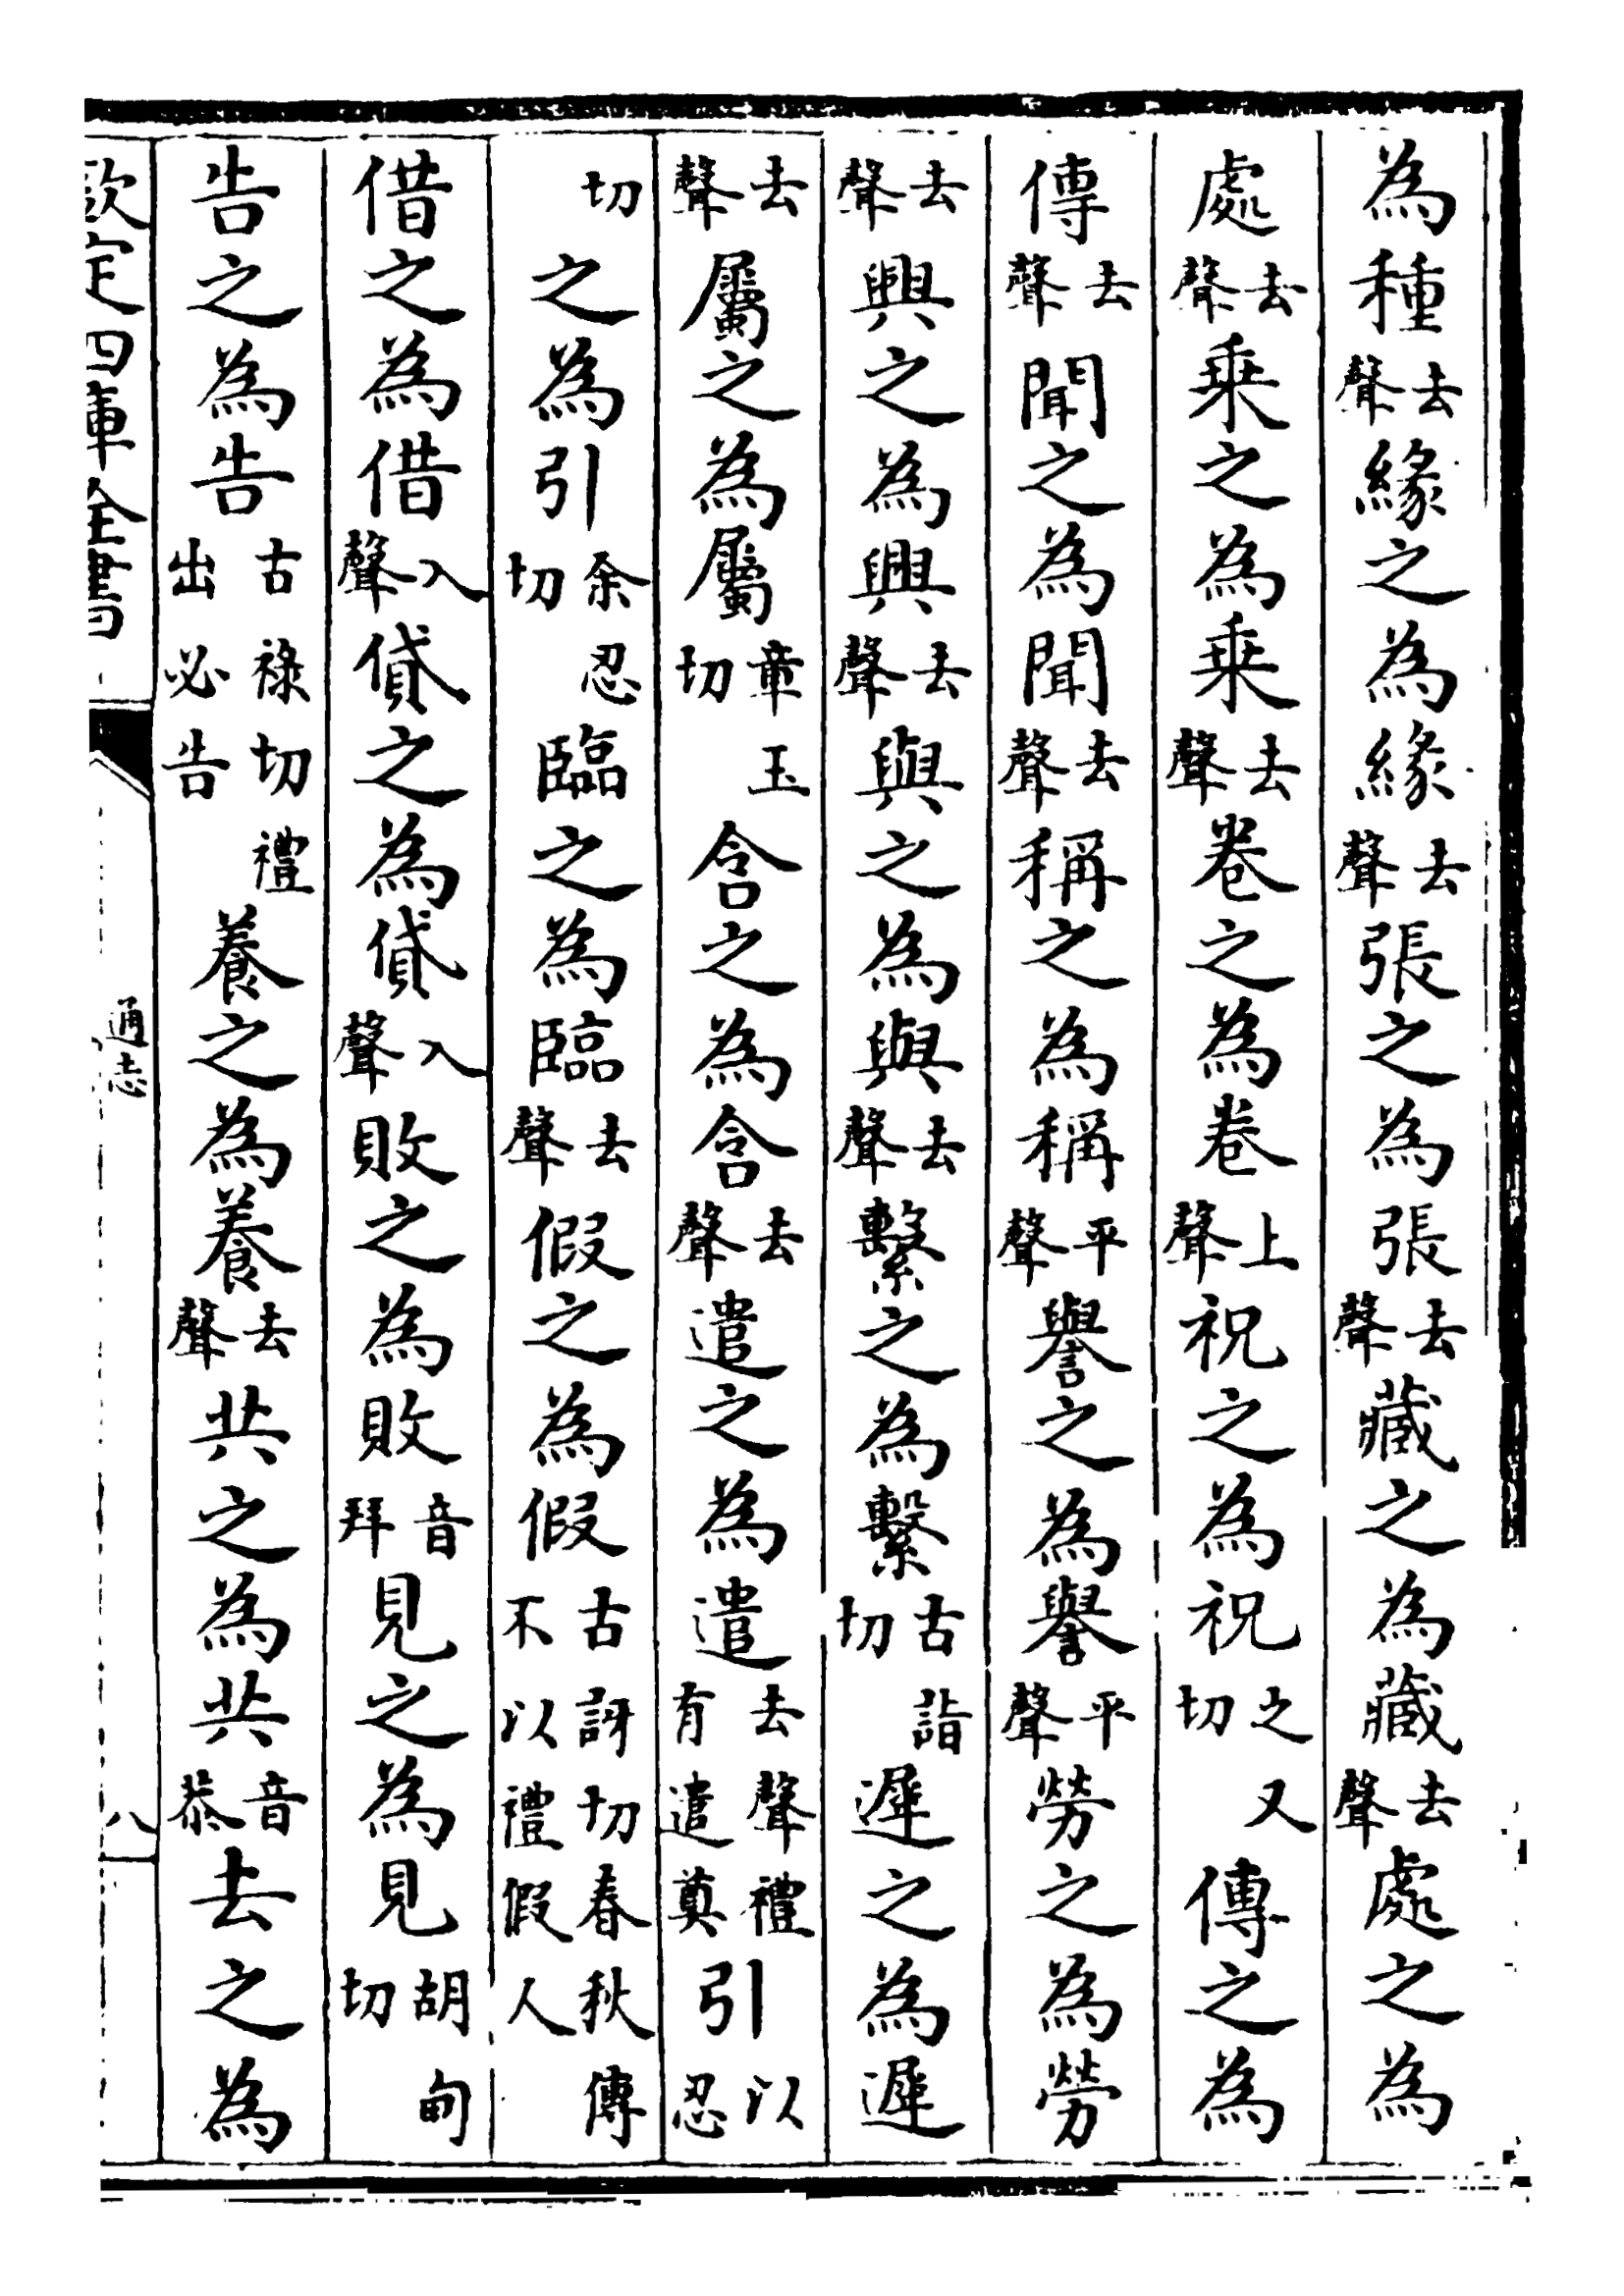 為種去聲緣之為緣去聲張之為張去聲藏之為藏去聲處之為
處去聲乗之為乗去聲卷之為卷上聲祝之為祝之又切傳之為
傳去聲聞之為聞去聲稱之為稱平聲譽之為譽平聲勞之為勞
去聲興之為興去聲與之為與去聲繫之為繫古詣切遲之為遲
去聲屬之為屬章玉切含之為含去聲遣之為遣去聲禮有遣奠引以忍
切之為引余忍切臨之為臨去聲假之為假古訝切春秋傳不以禮假人
借之為借入聲貸之為貸入聲敗之為敗音拜見之為見胡甸切
告之為告古祿切禮出必告養之為養去聲共之為共音恭去之為
欽定四庫全書
通志
八